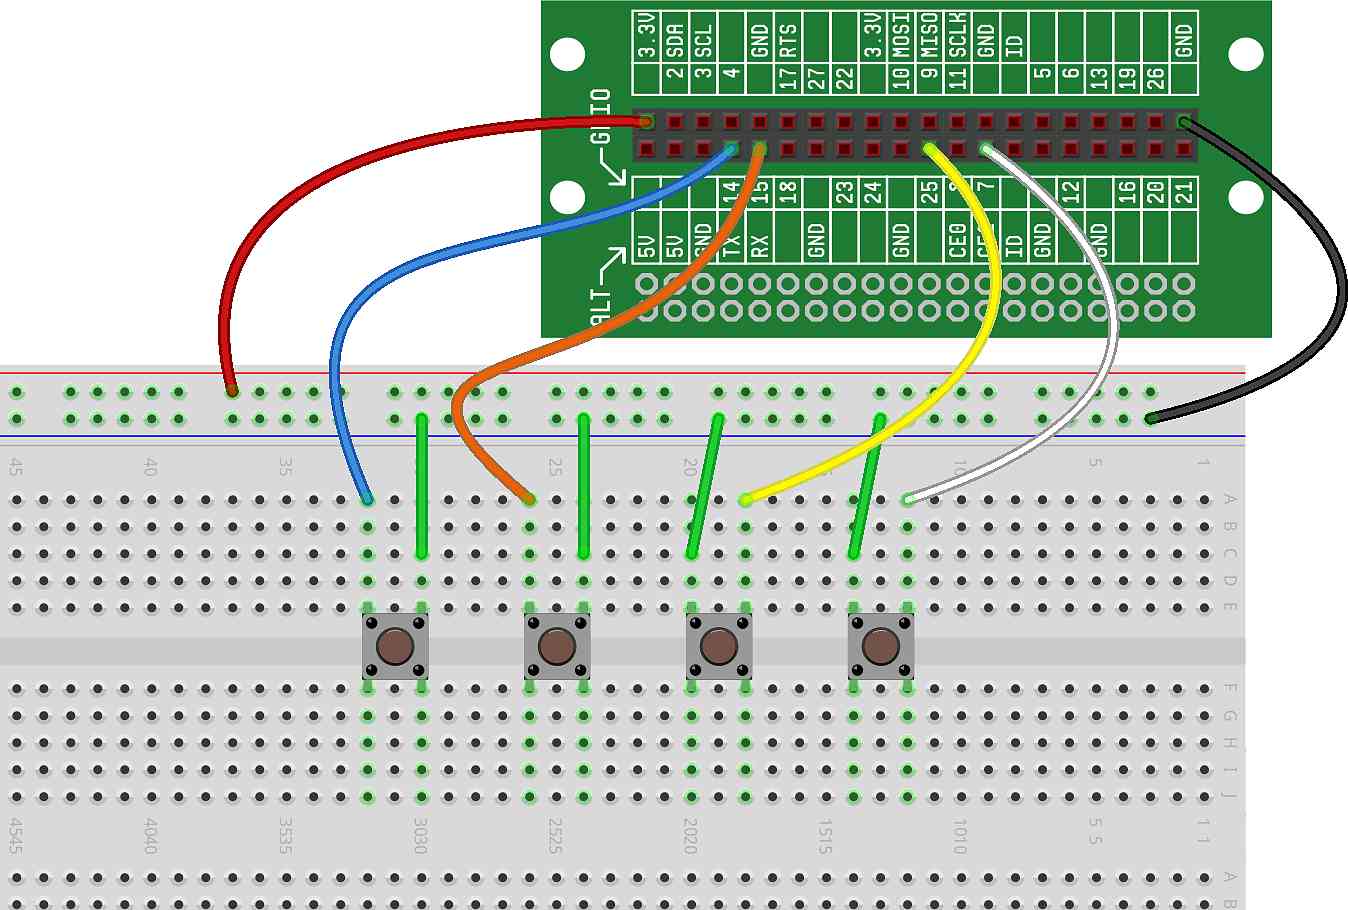 3.3V SDA SCL GND RTS 3.3V MOSI MISO SCLK GND ID GND
2 3 4 17 27 22 10 9 11 5 6 13 19 26
GPIO
14 15 18 23 24 25 8 7 12 16 20 21
5V 5V GND TX RX GND GND CE0 ID GND GND
ALT
45 40 35 25 20 10 5 1
A
B
C
D
E
F
G
H
I
J
4545 4040 3535 3030 2525 2020 1515 1010 5 5 1 1
A
B